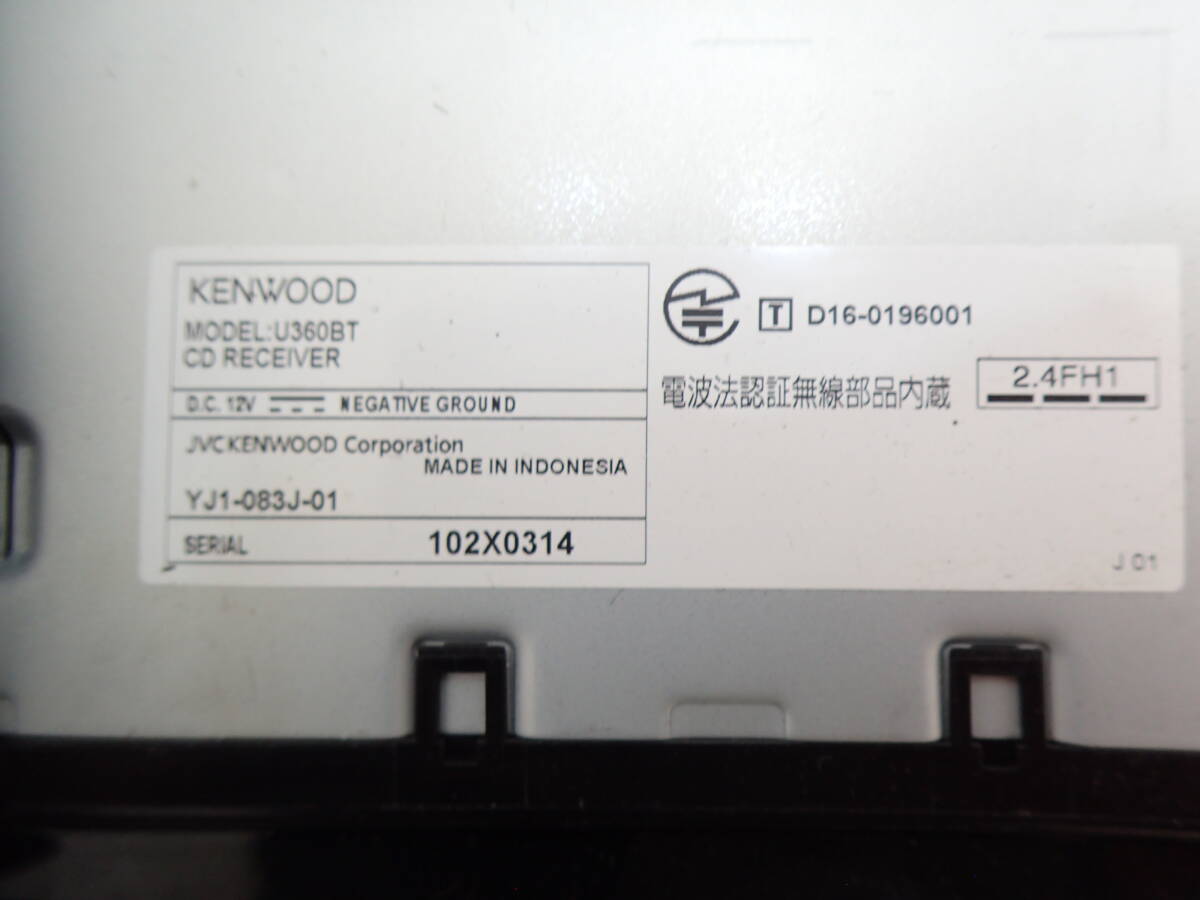 KENWOOD
MODEL:U360BT
CD RECEIVER
D.C. 12V NEGATIVE GROUND
JVCKENWOOD Corporation
MADE IN INDONESIA
YJ1-083J-01
SERIAL 102X0314
T D16-0196001
電波法認証無線部品内蔵
2.4FH1
J 01